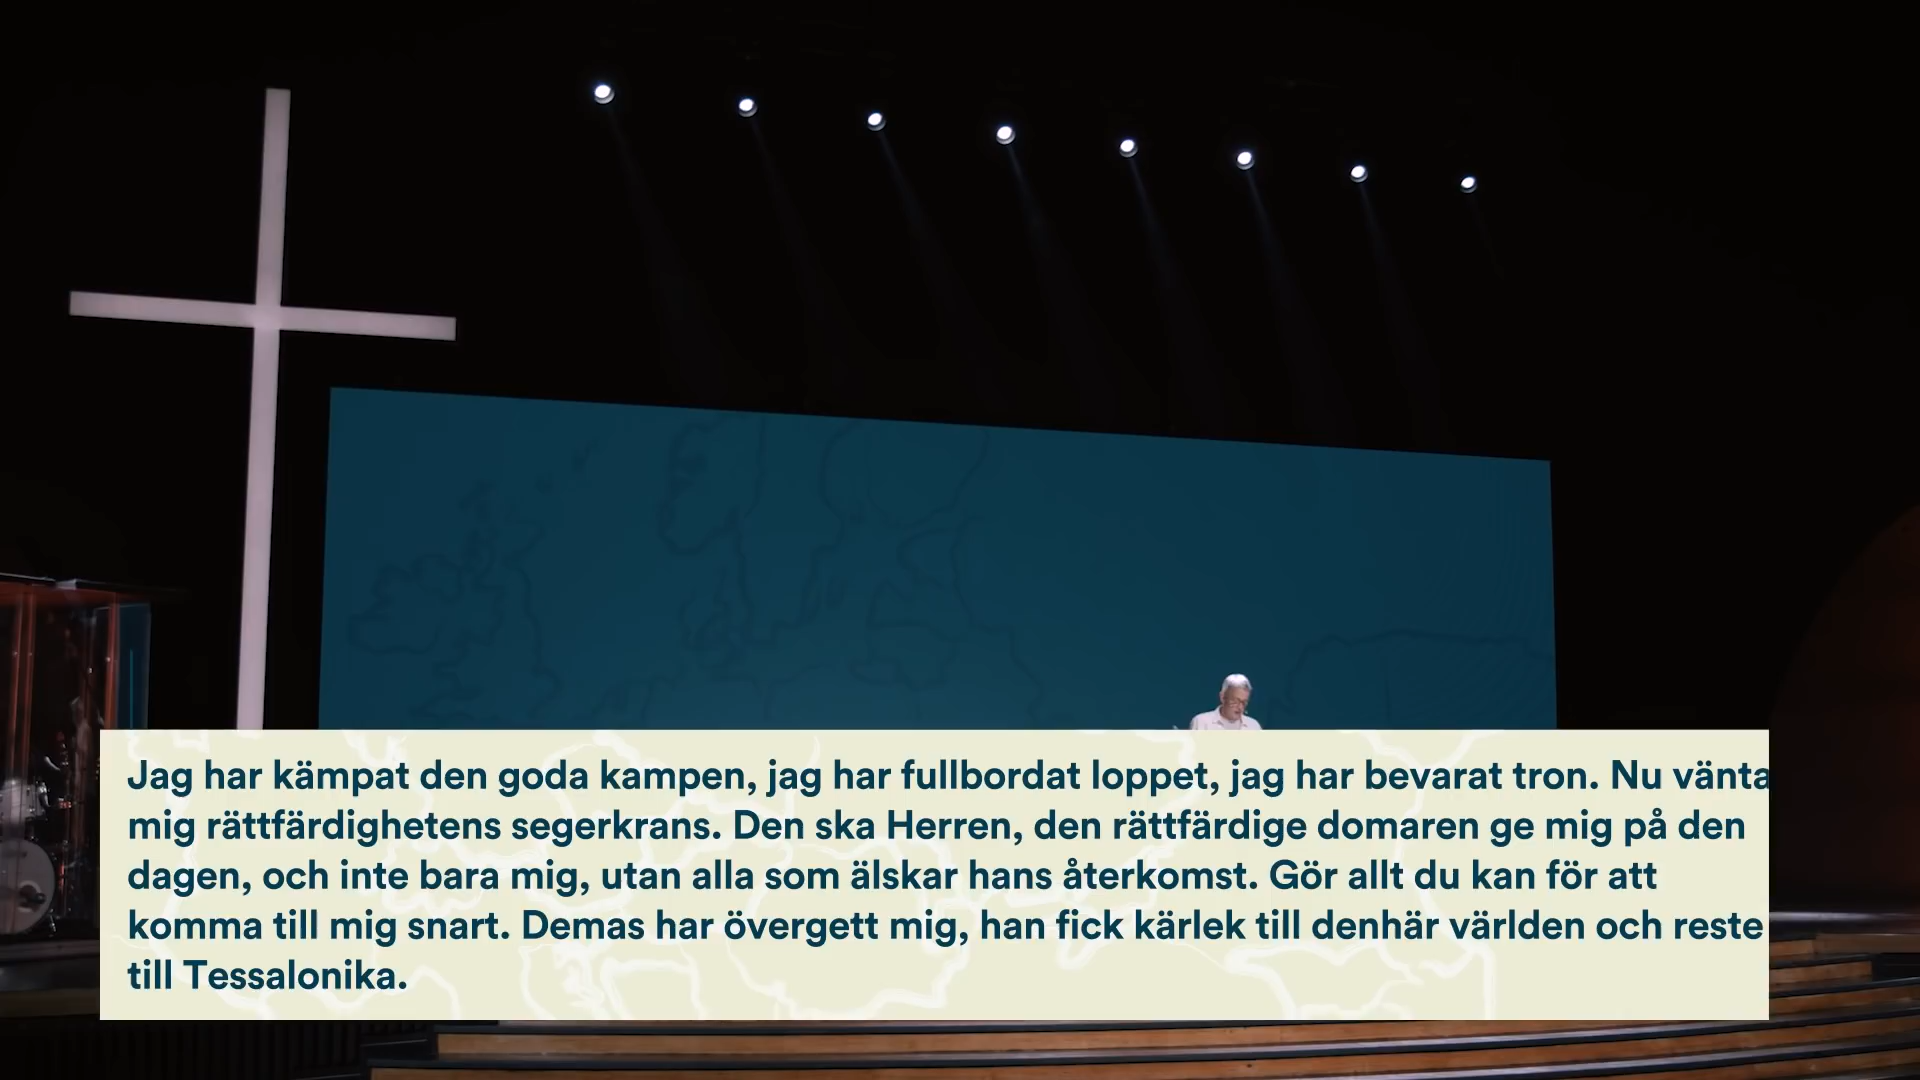 Jag har kämpat den goda kampen, jag har fullbordat loppet, jag har bevarat tron. Nu vänta
mig rättfärdighetens segerkrans. Den ska Herren, den rättfärdige domaren ge mig på den
dagen, och inte bara mig, utan alla som älskar hans återkomst. Gör allt du kan för att
komma till mig snart. Demas har övergett mig, han fick kärlek till denhär världen och reste
till Tessalonika.